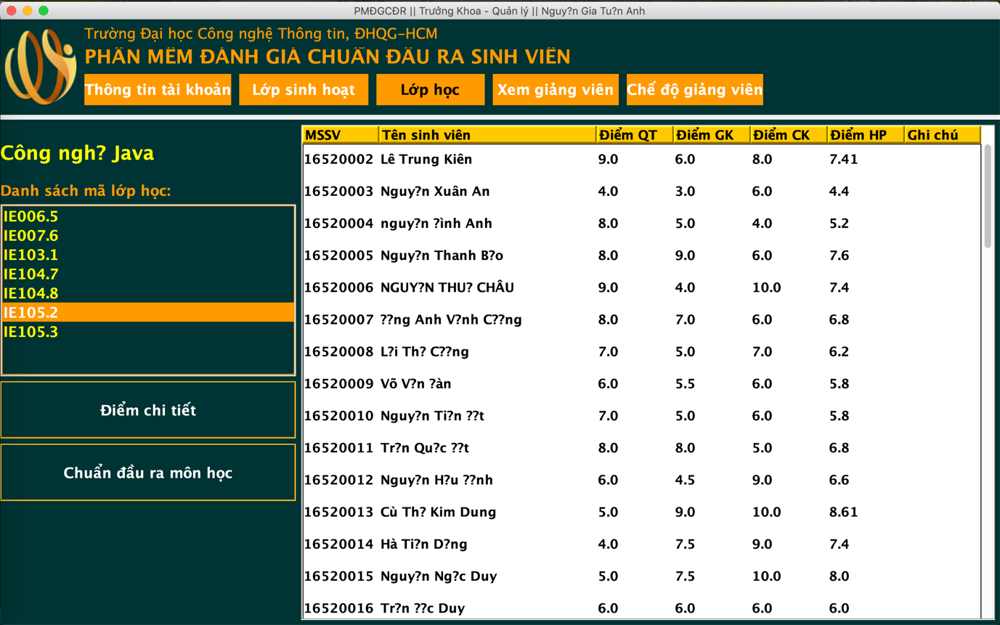 PMĐGCĐR || Trưởng Khoa - Quản lý || Nguy?n Gia Tu?n Anh
Trường Đại học Công nghệ Thông tin, ĐHQG-HCM
PHẦN MỀM ĐÁNH GIÁ CHUẨN ĐẦU RA SINH VIÊN
Thông tin tài khoản Lớp sinh hoạt Lớp học Xem giảng viên Chế độ giảng viên
Công ngh? Java
Danh sách mã lớp học:
IE006.5
IE007.6
IE103.1
IE104.7
IE104.8
IE105.2
IE105.3
Điểm chi tiết
Chuẩn đầu ra môn học
MSSV Tên sinh viên Điểm QT Điểm GK Điểm CK Điểm HP Ghi chú
16520002 Lê Trung Kiên 9.0 6.0 8.0 7.41
16520003 Nguy?n Xuân An 4.0 3.0 6.0 4.4
16520004 nguy?n ?ình Anh 8.0 5.0 4.0 5.2
16520005 Nguy?n Thanh B?o 8.0 9.0 6.0 7.6
16520006 NGUY?N THU? CHÂU 9.0 4.0 10.0 7.4
16520007 ??ng Anh V?nh C??ng 8.0 7.0 6.0 6.8
16520008 L?i Th? C??ng 7.0 5.0 7.0 6.2
16520009 Võ V?n ?àn 6.0 5.5 6.0 5.8
16520010 Nguy?n Ti?n ??t 7.0 5.0 6.0 5.8
16520011 Tr?n Qu?c ??t 8.0 8.0 5.0 6.8
16520012 Nguy?n H?u ??nh 6.0 4.5 9.0 6.6
16520013 Cù Th? Kim Dung 5.0 9.0 10.0 8.61
16520014 Hà Ti?n D?ng 4.0 7.5 9.0 7.4
16520015 Nguy?n Ng?c Duy 5.0 7.5 10.0 8.0
16520016 Tr?n ??c Duy 6.0 6.0 6.0 6.0